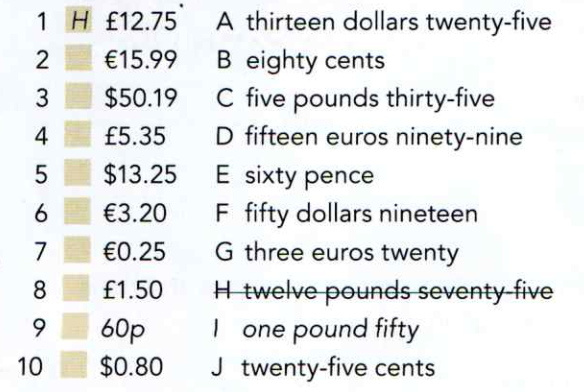 1 H £12.75 A thirteen dollars twenty-five
2 €15.99 B eighty cents
3 $50.19 C five pounds thirty-five
4 £5.35 D fifteen euros ninety-nine
5 $13.25 E sixty pence
6 €3.20 F fifty dollars nineteen
7 €0.25 G three euros twenty
8 £1.50 H twelve pounds seventy-five
9 60p I one pound fifty
10 $0.80 J twenty-five cents